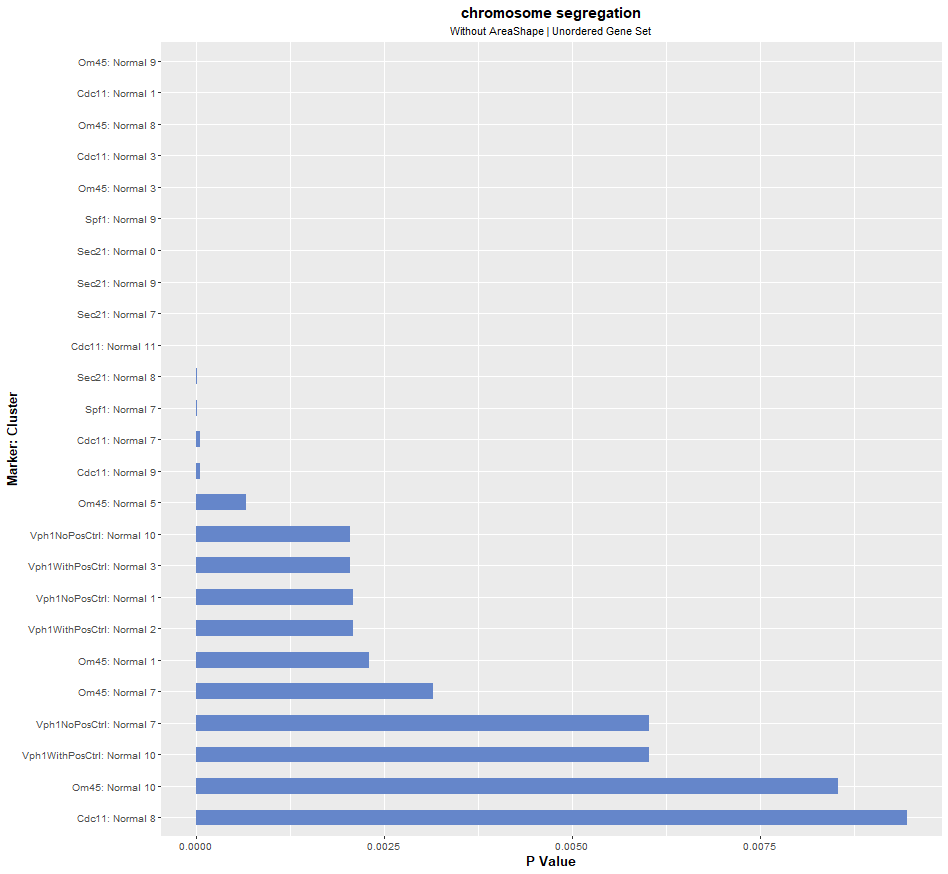 chromosome segregation
Without AreaShape | Unordered Gene Set
Marker: Cluster
Om45: Normal 9
Cdc11: Normal 1
Om45: Normal 8
Cdc11: Normal 3
Om45: Normal 3
Spf1: Normal 9
Sec21: Normal 0
Sec21: Normal 9
Sec21: Normal 7
Cdc11: Normal 11
Sec21: Normal 8
Spf1: Normal 7
Cdc11: Normal 7
Cdc11: Normal 9
Om45: Normal 5
Vph1NoPosCtrl: Normal 10
Vph1WithPosCtrl: Normal 3
Vph1NoPosCtrl: Normal 1
Vph1WithPosCtrl: Normal 2
Om45: Normal 1
Om45: Normal 7
Vph1NoPosCtrl: Normal 7
Vph1WithPosCtrl: Normal 10
Om45: Normal 10
Cdc11: Normal 8
0.0000 0.0025 0.0050 0.0075
P Value